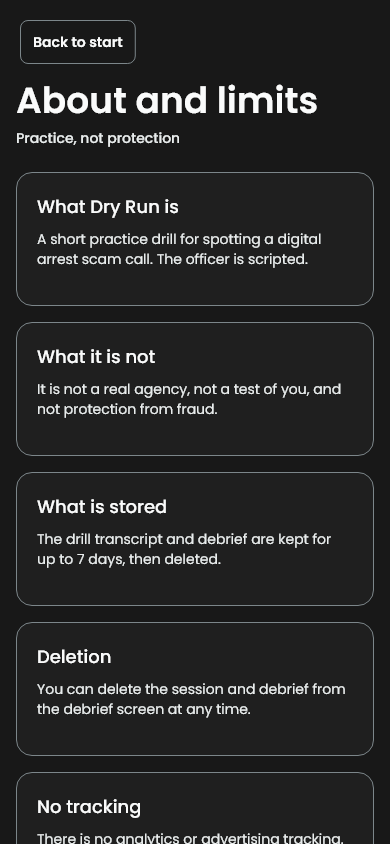 Back to start
About and limits
Practice, not protection
What Dry Run is
A short practice drill for spotting a digital
arrest scam call. The officer is scripted.
What it is not
It is not a real agency, not a test of you, and
not protection from fraud.
What is stored
The drill transcript and debrief are kept for
up to 7 days, then deleted.
Deletion
You can delete the session and debrief from
the debrief screen at any time.
No tracking
There is no analytics or advertising tracking.